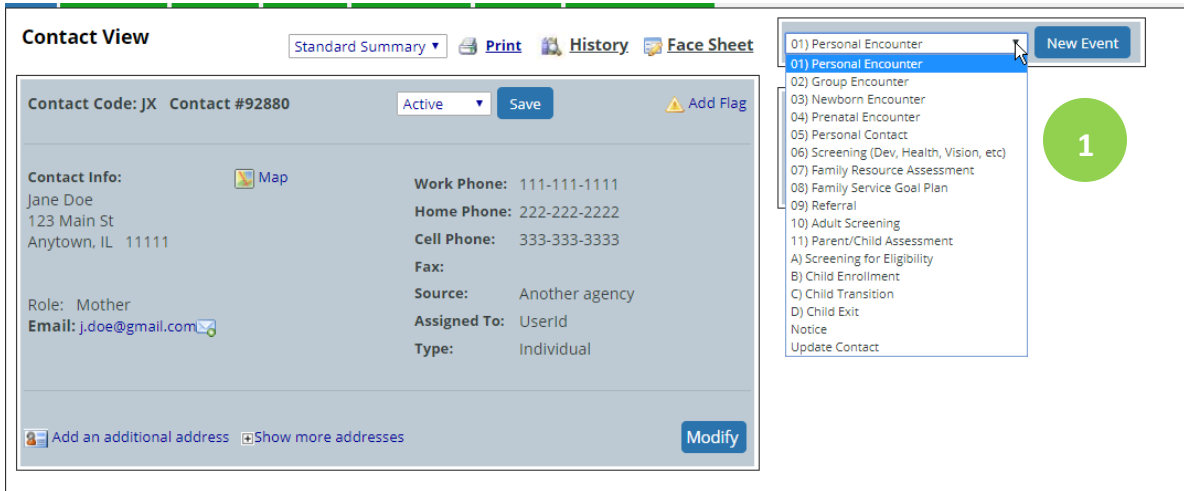 Contact View
Standard Summary Print History Face Sheet
Contact Code: JX Contact #92880
Active Save Add Flag
Contact Info: Map
Jane Doe
123 Main St
Anytown, IL 11111
Role: Mother
Email: j.doe@gmail.com
Work Phone: 111-111-1111
Home Phone: 222-222-2222
Cell Phone: 333-333-3333
Fax:
Source: Another agency
Assigned To: UserId
Type: Individual
Add an additional address Show more addresses
Modify
01) Personal Encounter New Event
01) Personal Encounter
02) Group Encounter
03) Newborn Encounter
04) Prenatal Encounter
05) Personal Contact
06) Screening (Dev, Health, Vision, etc)
07) Family Resource Assessment
08) Family Service Goal Plan
09) Referral
10) Adult Screening
11) Parent/Child Assessment
A) Screening for Eligibility
B) Child Enrollment
C) Child Transition
D) Child Exit
Notice
Update Contact
1